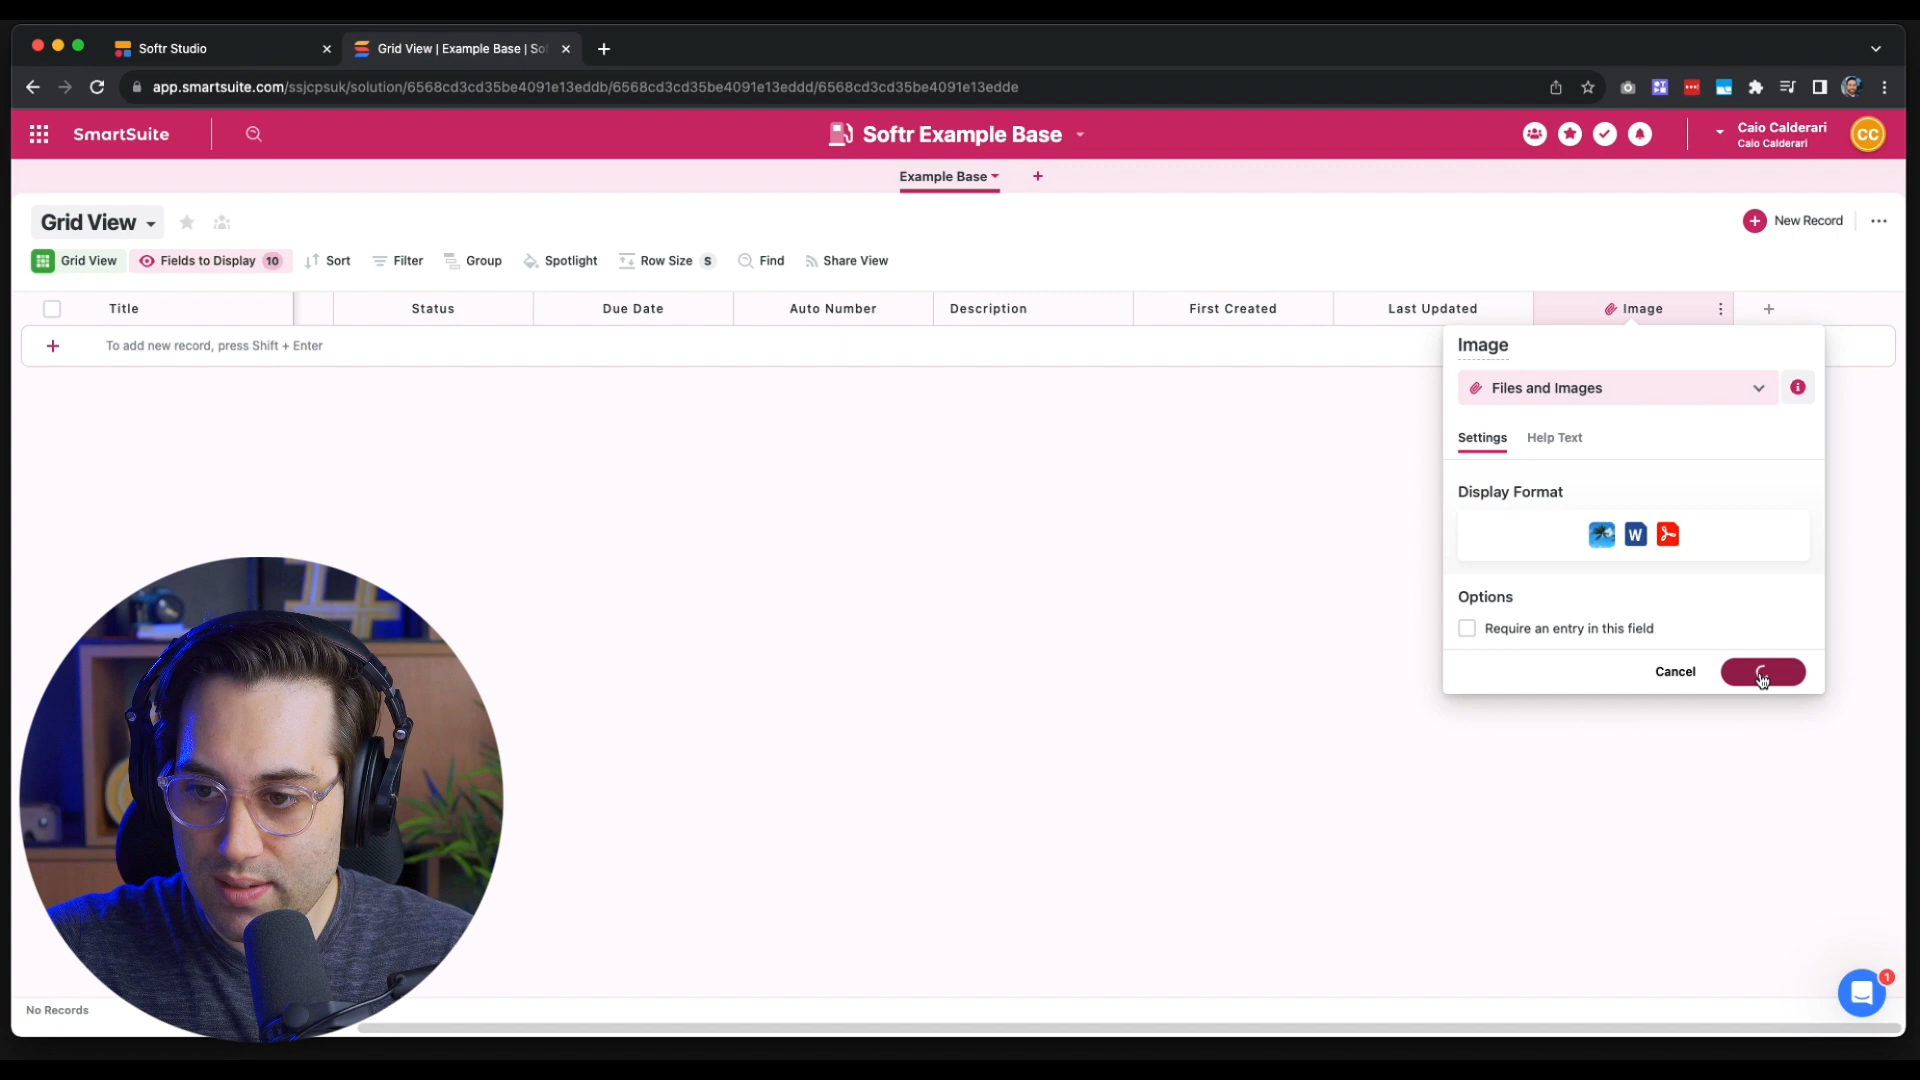 Softr Studio
Grid View | Example Base | Sof
app.smartsuite.com/ssjcpsuk/solution/6568cd3cd35be4091e13eddb/6568cd3cd35be4091e13eddd/6568cd3cd35be4091e13edde
SmartSuite
Softr Example Base
Caio Calderari
Caio Calderari
CC
Example Base
Grid View
New Record
Grid View
Fields to Display 10
Sort
Filter
Group
Spotlight
Row Size S
Find
Share View
Title
Status
Due Date
Auto Number
Description
First Created
Last Updated
Image
To add new record, press Shift + Enter
Image
Files and Images
Settings
Help Text
Display Format
W
Options
Require an entry in this field
Cancel
1
No Records